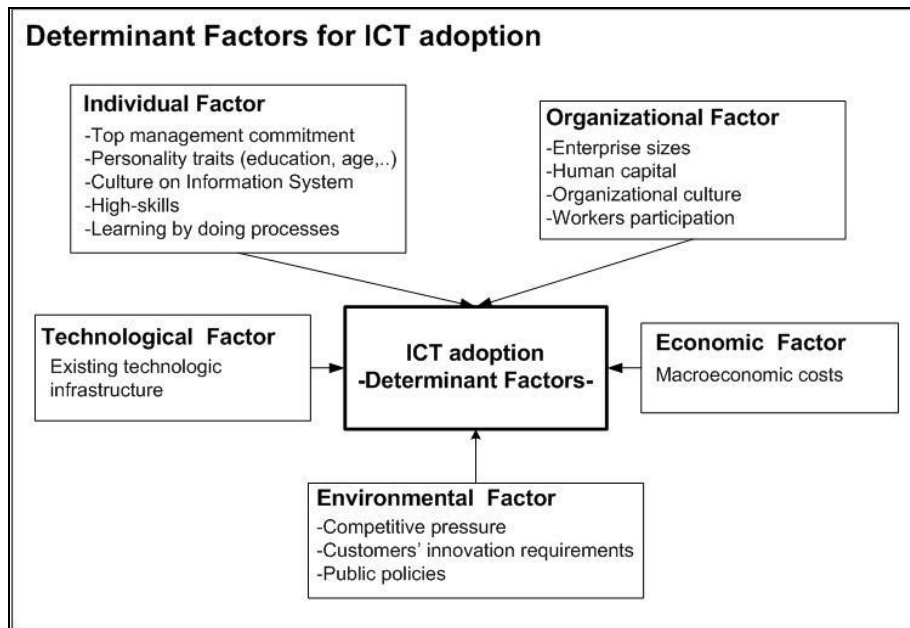 Determinant Factors for ICT adoption
Individual Factor
-Top management commitment
-Personality traits (education, age,..)
-Culture on Information System
-High-skills
-Learning by doing processes
Organizational Factor
-Enterprise sizes
-Human capital
-Organizational culture
-Workers participation
Technological Factor
Existing technologic
infrastructure
ICT adoption
-Determinant Factors-
Economic Factor
Macroeconomic costs
Environmental Factor
-Competitive pressure
-Customers' innovation requirements
-Public policies